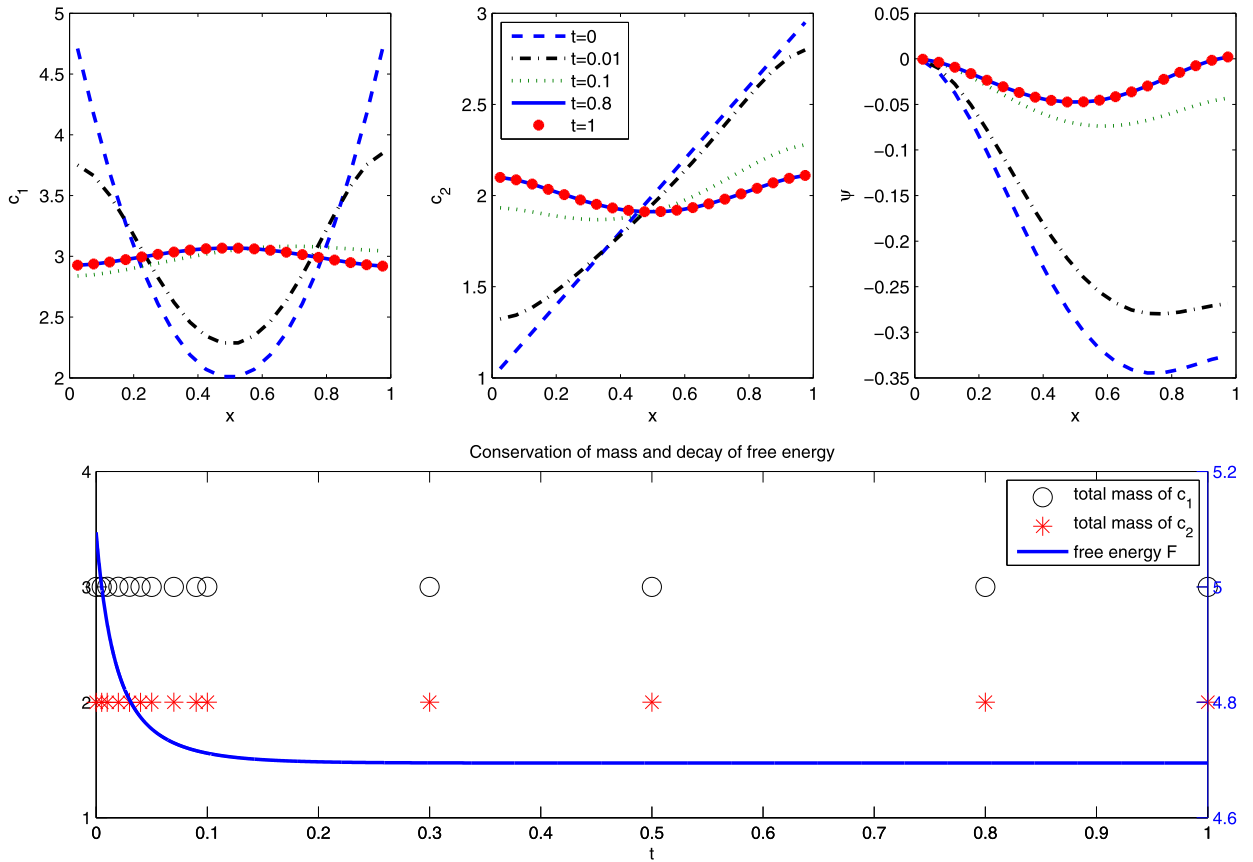 5
4.5
4
3.5
3
2.5
2
0 0.2 0.4 0.6 0.8 1
x
c1
3
2.5
2
1.5
1
0 0.2 0.4 0.6 0.8 1
x
c2
t=0
t=0.01
t=0.1
t=0.8
t=1
0.05
0
−0.05
−0.1
−0.15
−0.2
−0.25
−0.3
−0.35
0 0.2 0.4 0.6 0.8 1
x
ψ
Conservation of mass and decay of free energy
4
3
2
1
5.2
5
4.8
4.6
total mass of c1
total mass of c2
free energy F
0 0.1 0.2 0.3 0.4 0.5 0.6 0.7 0.8 0.9 1
t